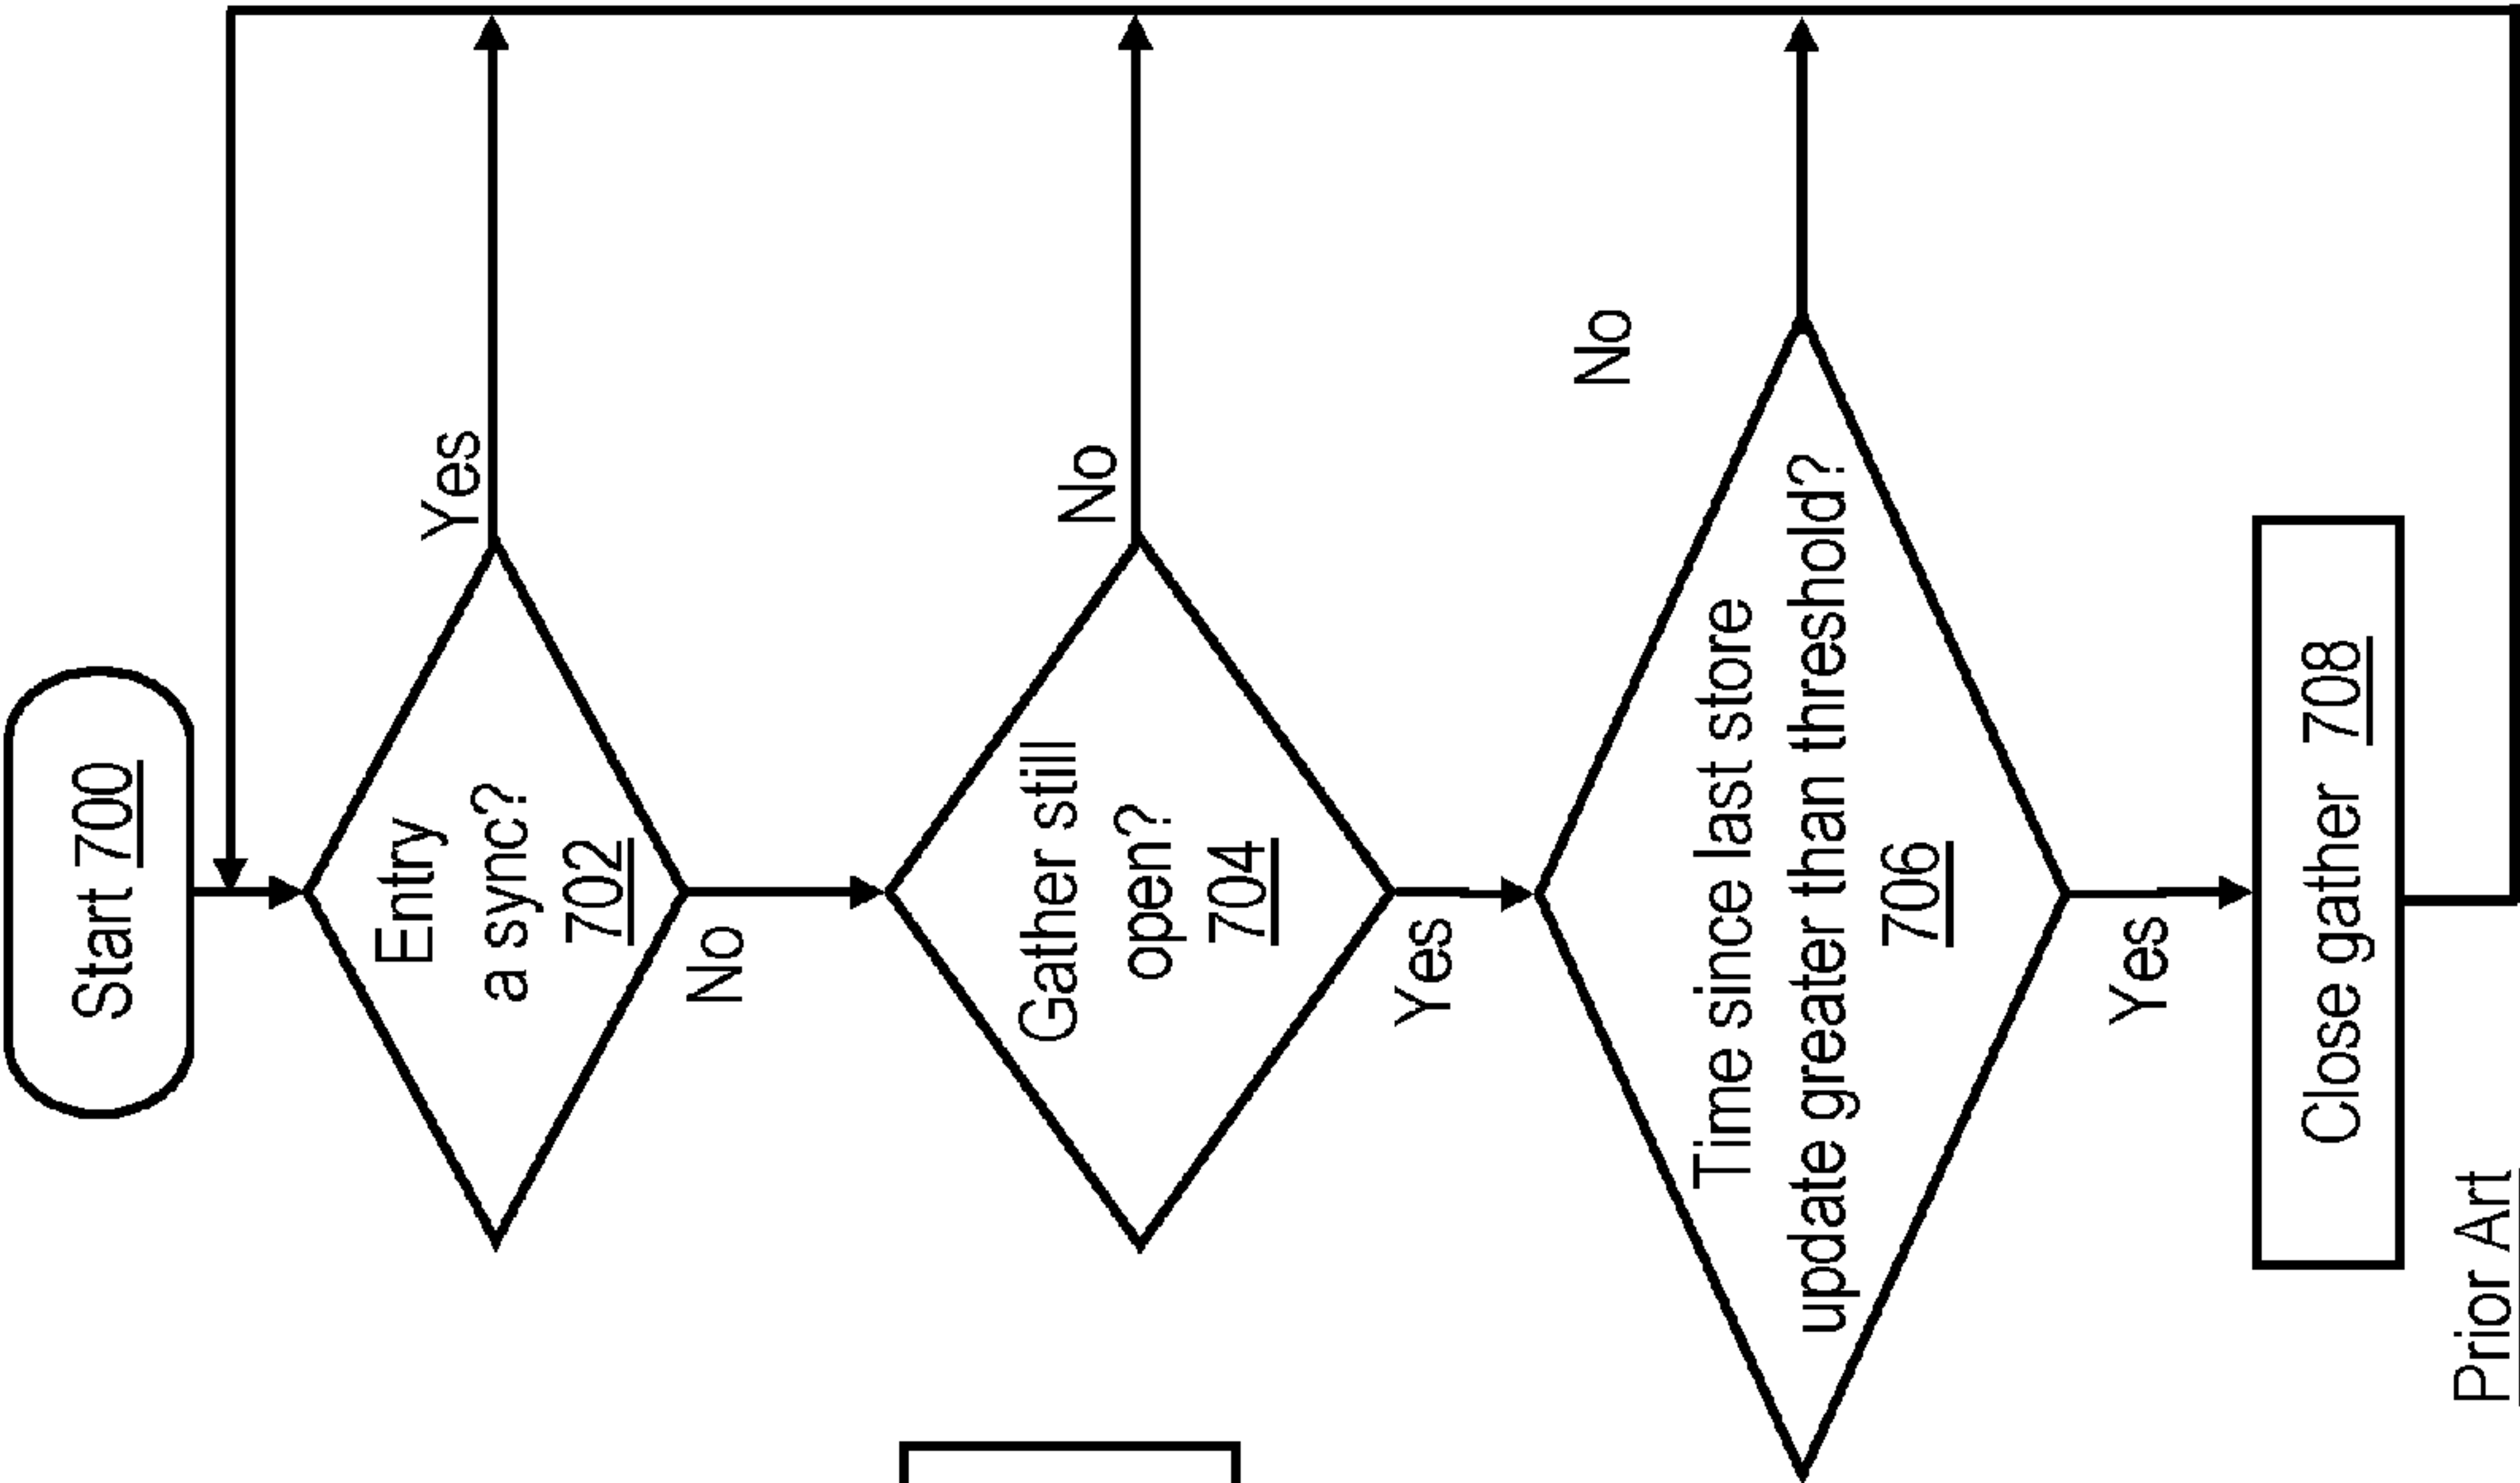 Start 700
Entry
a sync?
702
Yes
No
Gather still
open?
704
No
Yes
Time since last store
update greater than threshold?
706
No
Yes
Close gather 708
Prior Art